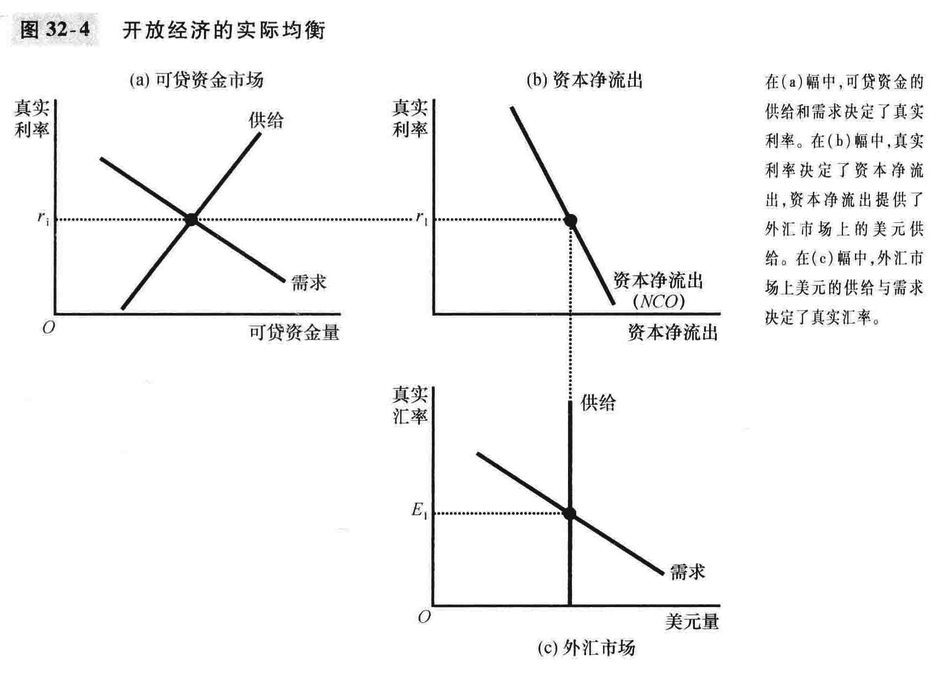 图 32-4 开放经济的实际均衡
(a) 可贷资金市场
真实
利率
供给
r₁
需求
O
可贷资金量
(b) 资本净流出
真实
利率
r₁
资本净流出
(NCO)
资本净流出
在(a)幅中,可贷资金的
供给和需求决定了真实
利率。在(b)幅中,真实
利率决定了资本净流
出,资本净流出提供了
外汇市场上的美元供
给。在(c)幅中,外汇市
场上美元的供给与需求
决定了真实汇率。
真实
汇率
供给
E₁
需求
O
美元量
(c) 外汇市场